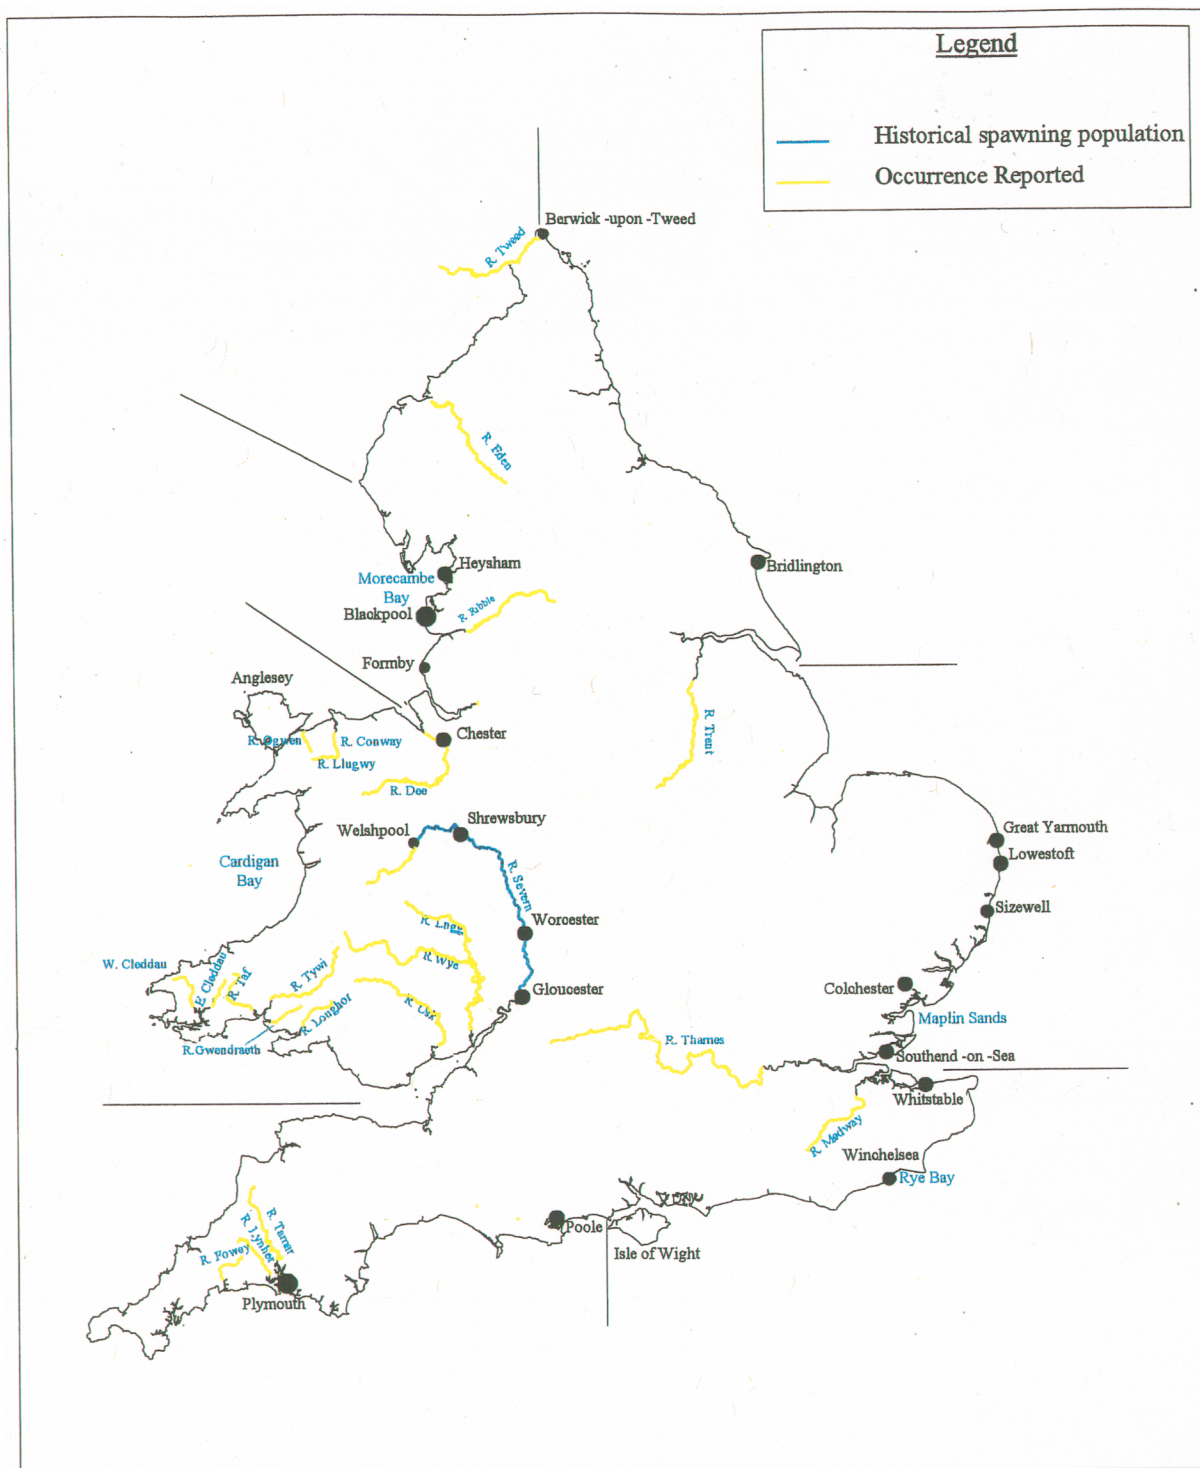 Legend
Historical spawning population
Occurrence Reported
Berwick -upon -Tweed
R. Tweed
R. Eden
Heysham
Morecambe
Bay
Bridlington
Blackpool
R. Ribble
Formby
Anglesey
R. Ogwen
R. Conway
Chester
R. Llugwy
R. Trent
R. Dee
Welshpool
Shrewsbury
Great Yarmouth
Lowestoft
Cardigan
Bay
R. Severn
Sizewell
R. Lugg
Worcester
W. Cleddau
E. Cleddau
R. Taf
R. Tywi
R. Wye
Gloucester
Colchester
R. Usk
R. Loughor
Maplin Sands
R. Gwendraeth
R. Thames
Southend -on -Sea
Whitstable
R. Medway
Winchelsea
Rye Bay
R. Tamar
R. Lynher
R. Fowey
Poole
Isle of Wight
Plymouth